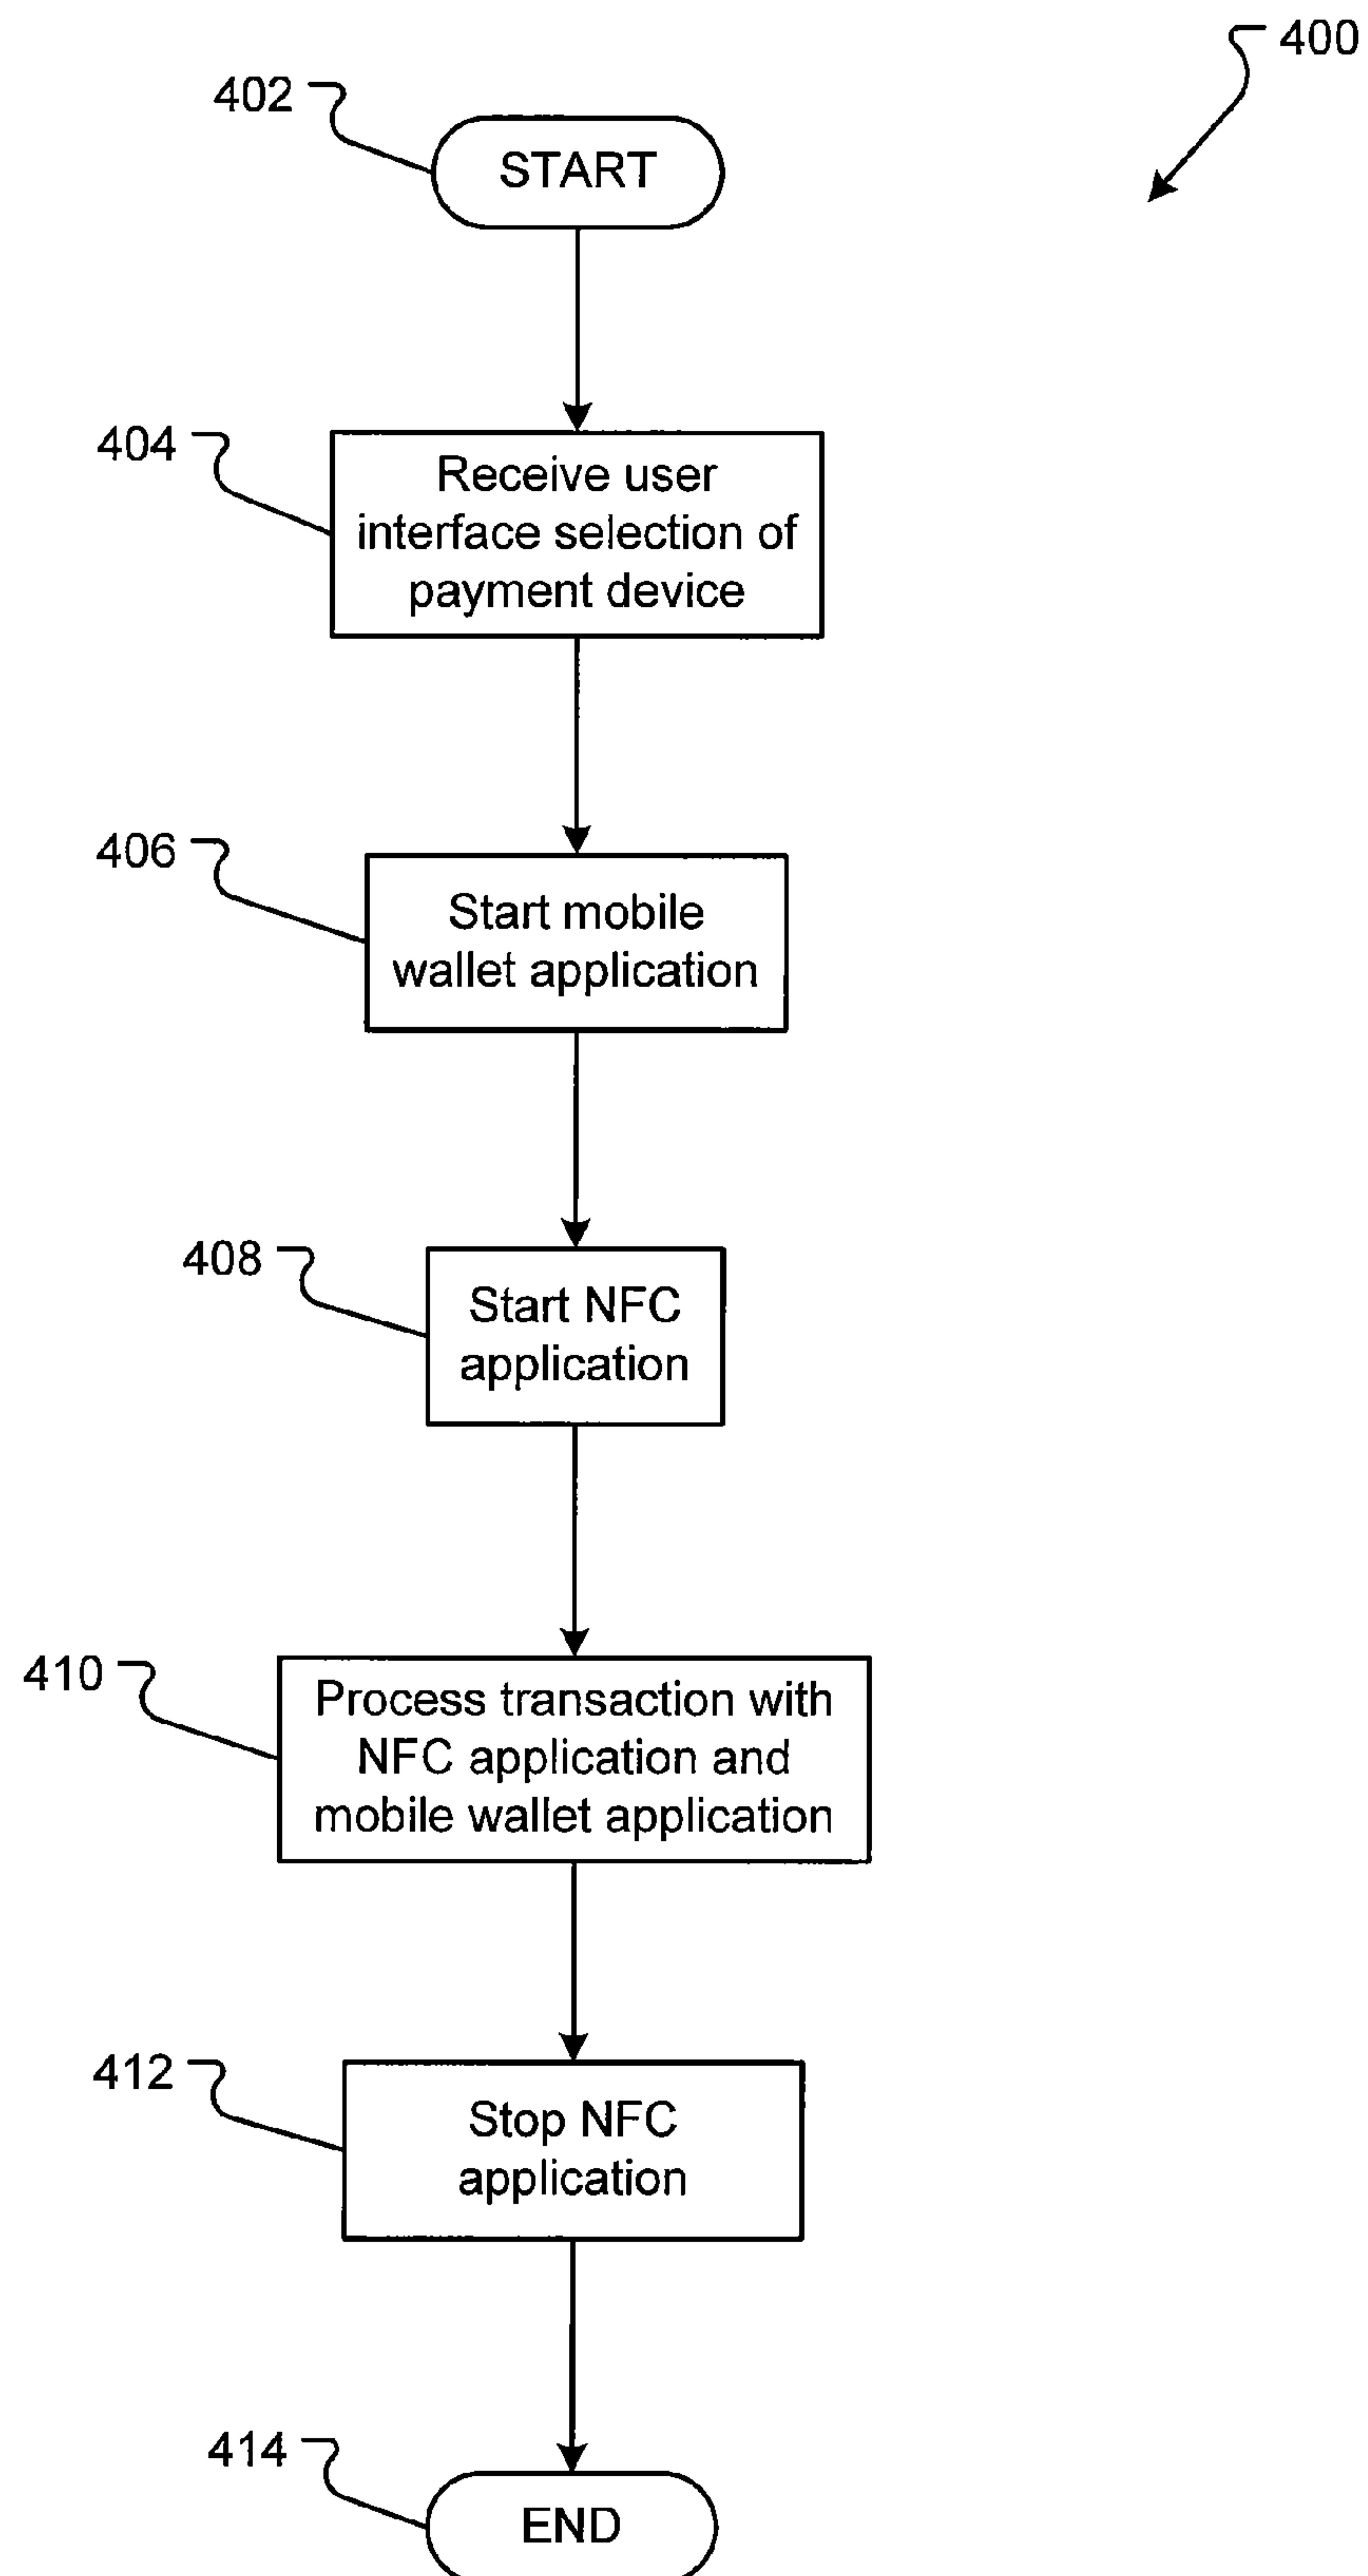 400
402
START
404
Receive user
interface selection of
payment device
406
Start mobile
wallet application
408
Start NFC
application
410
Process transaction with
NFC application and
mobile wallet application
412
Stop NFC
application
414
END